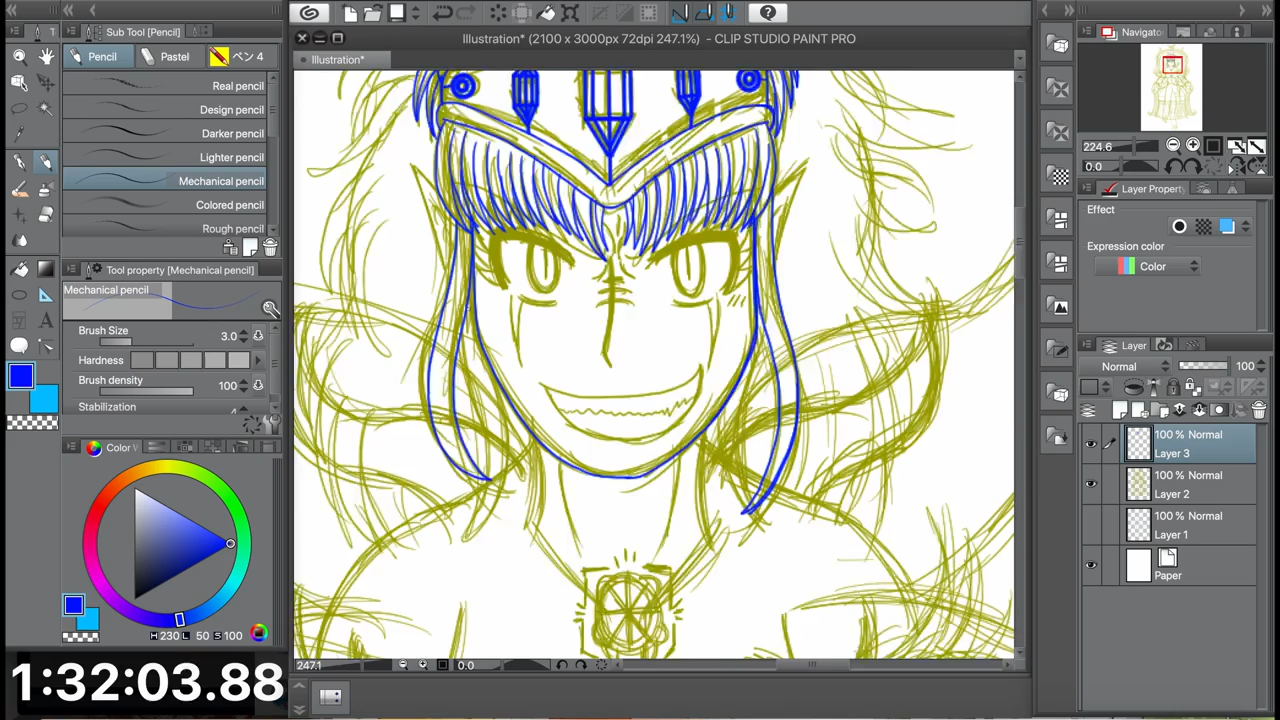 Sub Tool [Pencil]
Illustration* (2100 x 3000px 72dpi 247.1%) - CLIP STUDIO PAINT PRO
Navigator
Pencil
Pastel
ペン 4
Illustration*
Real pencil
Design pencil
Darker pencil
Lighter pencil
Mechanical pencil
Colored pencil
Rough pencil
224.6
0.0
Layer Property
Effect
Expression color
Color
Tool property [Mechanical pencil]
Mechanical pencil
Brush Size
3.0
Hardness
Brush density
100
Stabilization
Layer
Normal
100
100 % Normal
Layer 3
100 % Normal
Layer 2
100 % Normal
Layer 1
Paper
Color
H 230 L 50 S 100
247.1
0.0
1:32:03.88